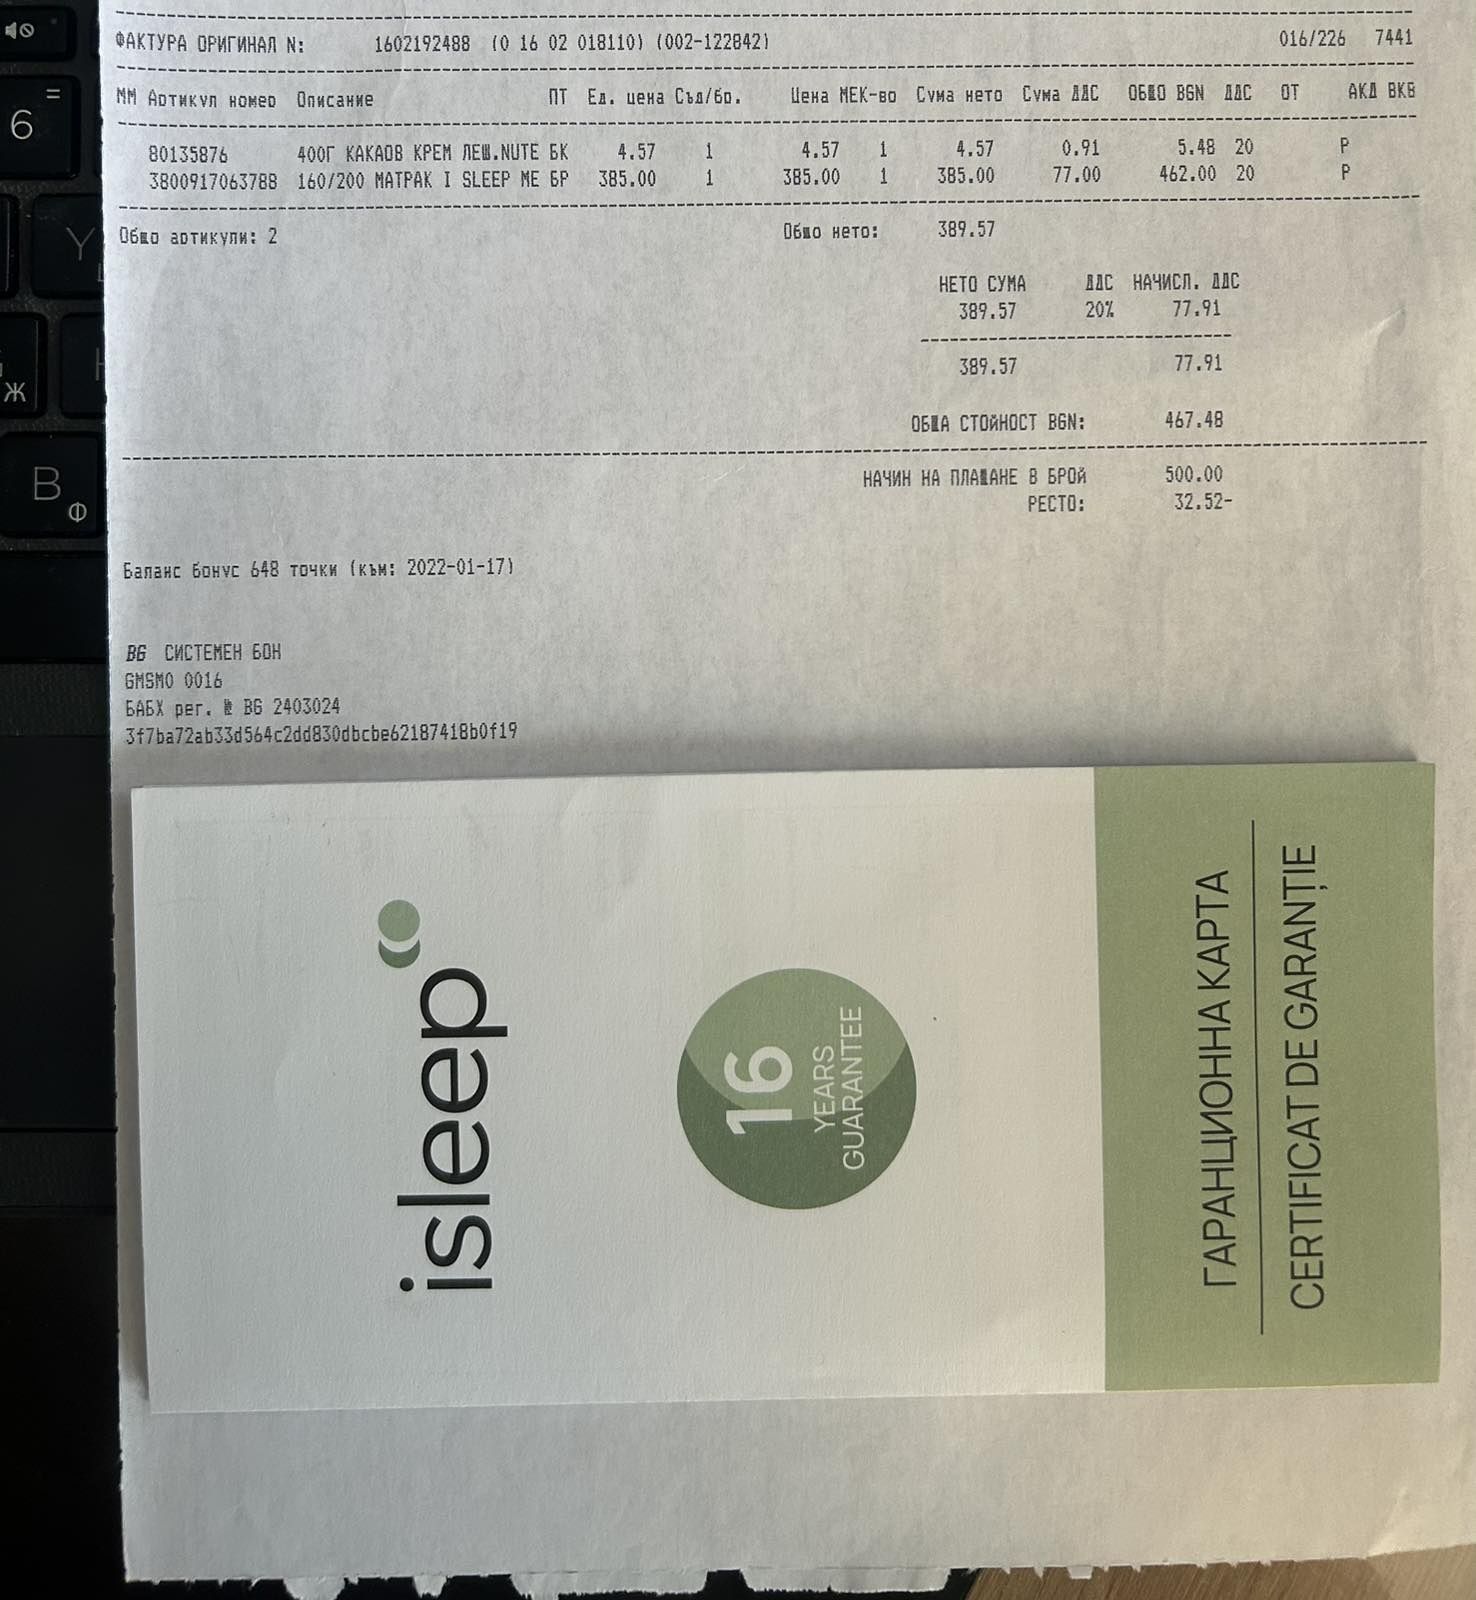 ФАКТУРА ОРИГИНАЛ N: 1602192488 (0 16 02 018110) (002-122842) 016/226 7441
ММ Артикул номер Описание ПТ Ед. цена Съд/бр. Цена МЕК-во Сума нето Сума ДДС ОБЩО BGN ДДС ОТ АКД ВКВ
80135876 400Г КАКАОВ КРЕМ ЛЕШ.NUTE БК 4.57 1 4.57 1 4.57 0.91 5.48 20 Р
3800917063788 160/200 МАТРАК I SLEEP ME БР 385.00 1 385.00 1 385.00 77.00 462.00 20 Р
Общо артикули: 2 Общо нето: 389.57
НЕТО СУМА ДДС НАЧИСЛ. ДДС
389.57 20% 77.91
389.57 77.91
ОБЩА СТОЙНОСТ BGN: 467.48
НАЧИН НА ПЛАЩАНЕ В БРОЙ 500.00
РЕСТО: 32.52-
Баланс бонус 648 точки (към: 2022-01-17)
BG СИСТЕМЕН БОН
GMSMO 0016
БАБХ рег. № BG 2403024
3f7ba72ab33d564c2dd830dbcbe62187418b0f19
isleep
16
YEARS
GUARANTEE
ГАРАНЦИОННА КАРТА
CERTIFICAT DE GARANȚIE
6
=
Y
Ж
B
Ф